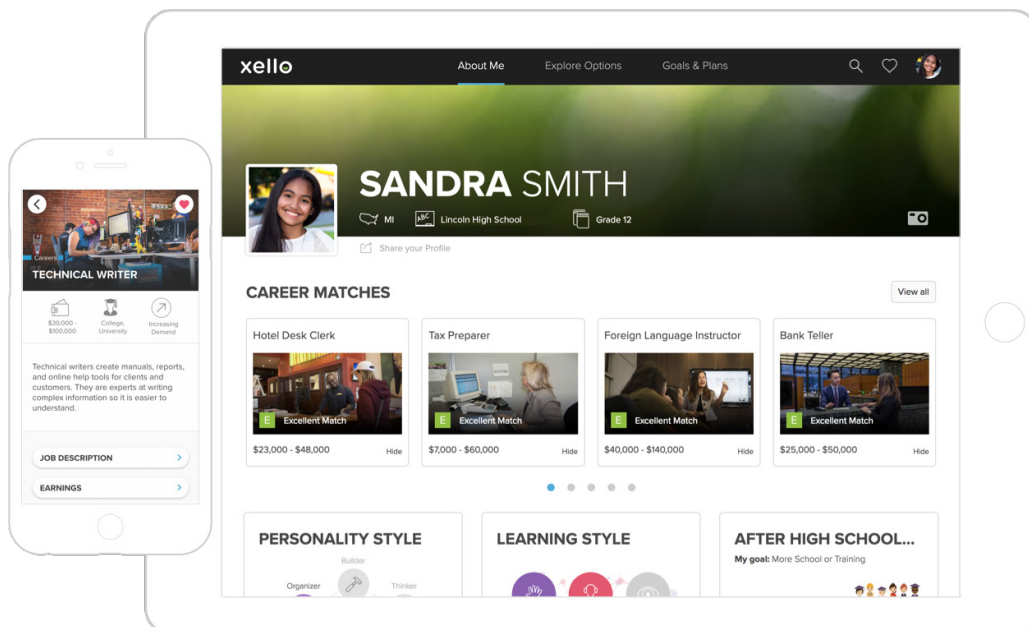 xello
About Me
Explore Options
Goals & Plans
SANDRA SMITH
MI
ABC
Lincoln High School
Grade 12
Share your Profile
CAREER MATCHES
View all
Hotel Desk Clerk
E Excellent Match
$23,000 - $48,000
Hide
Tax Preparer
E Excellent Match
$7,000 - $60,000
Hide
Foreign Language Instructor
E Excellent Match
$40,000 - $140,000
Hide
Bank Teller
E Excellent Match
$25,000 - $50,000
Hide
PERSONALITY STYLE
Builder
Organizer
Thinker
LEARNING STYLE
AFTER HIGH SCHOOL...
My goal: More School or Training
Careers
TECHNICAL WRITER
$30,000 -
$100,000
College,
University
Increasing
Demand
Technical writers create manuals, reports,
and online help tools for clients and
customers. They are experts at writing
complex information so it is easier to
understand.
JOB DESCRIPTION
EARNINGS